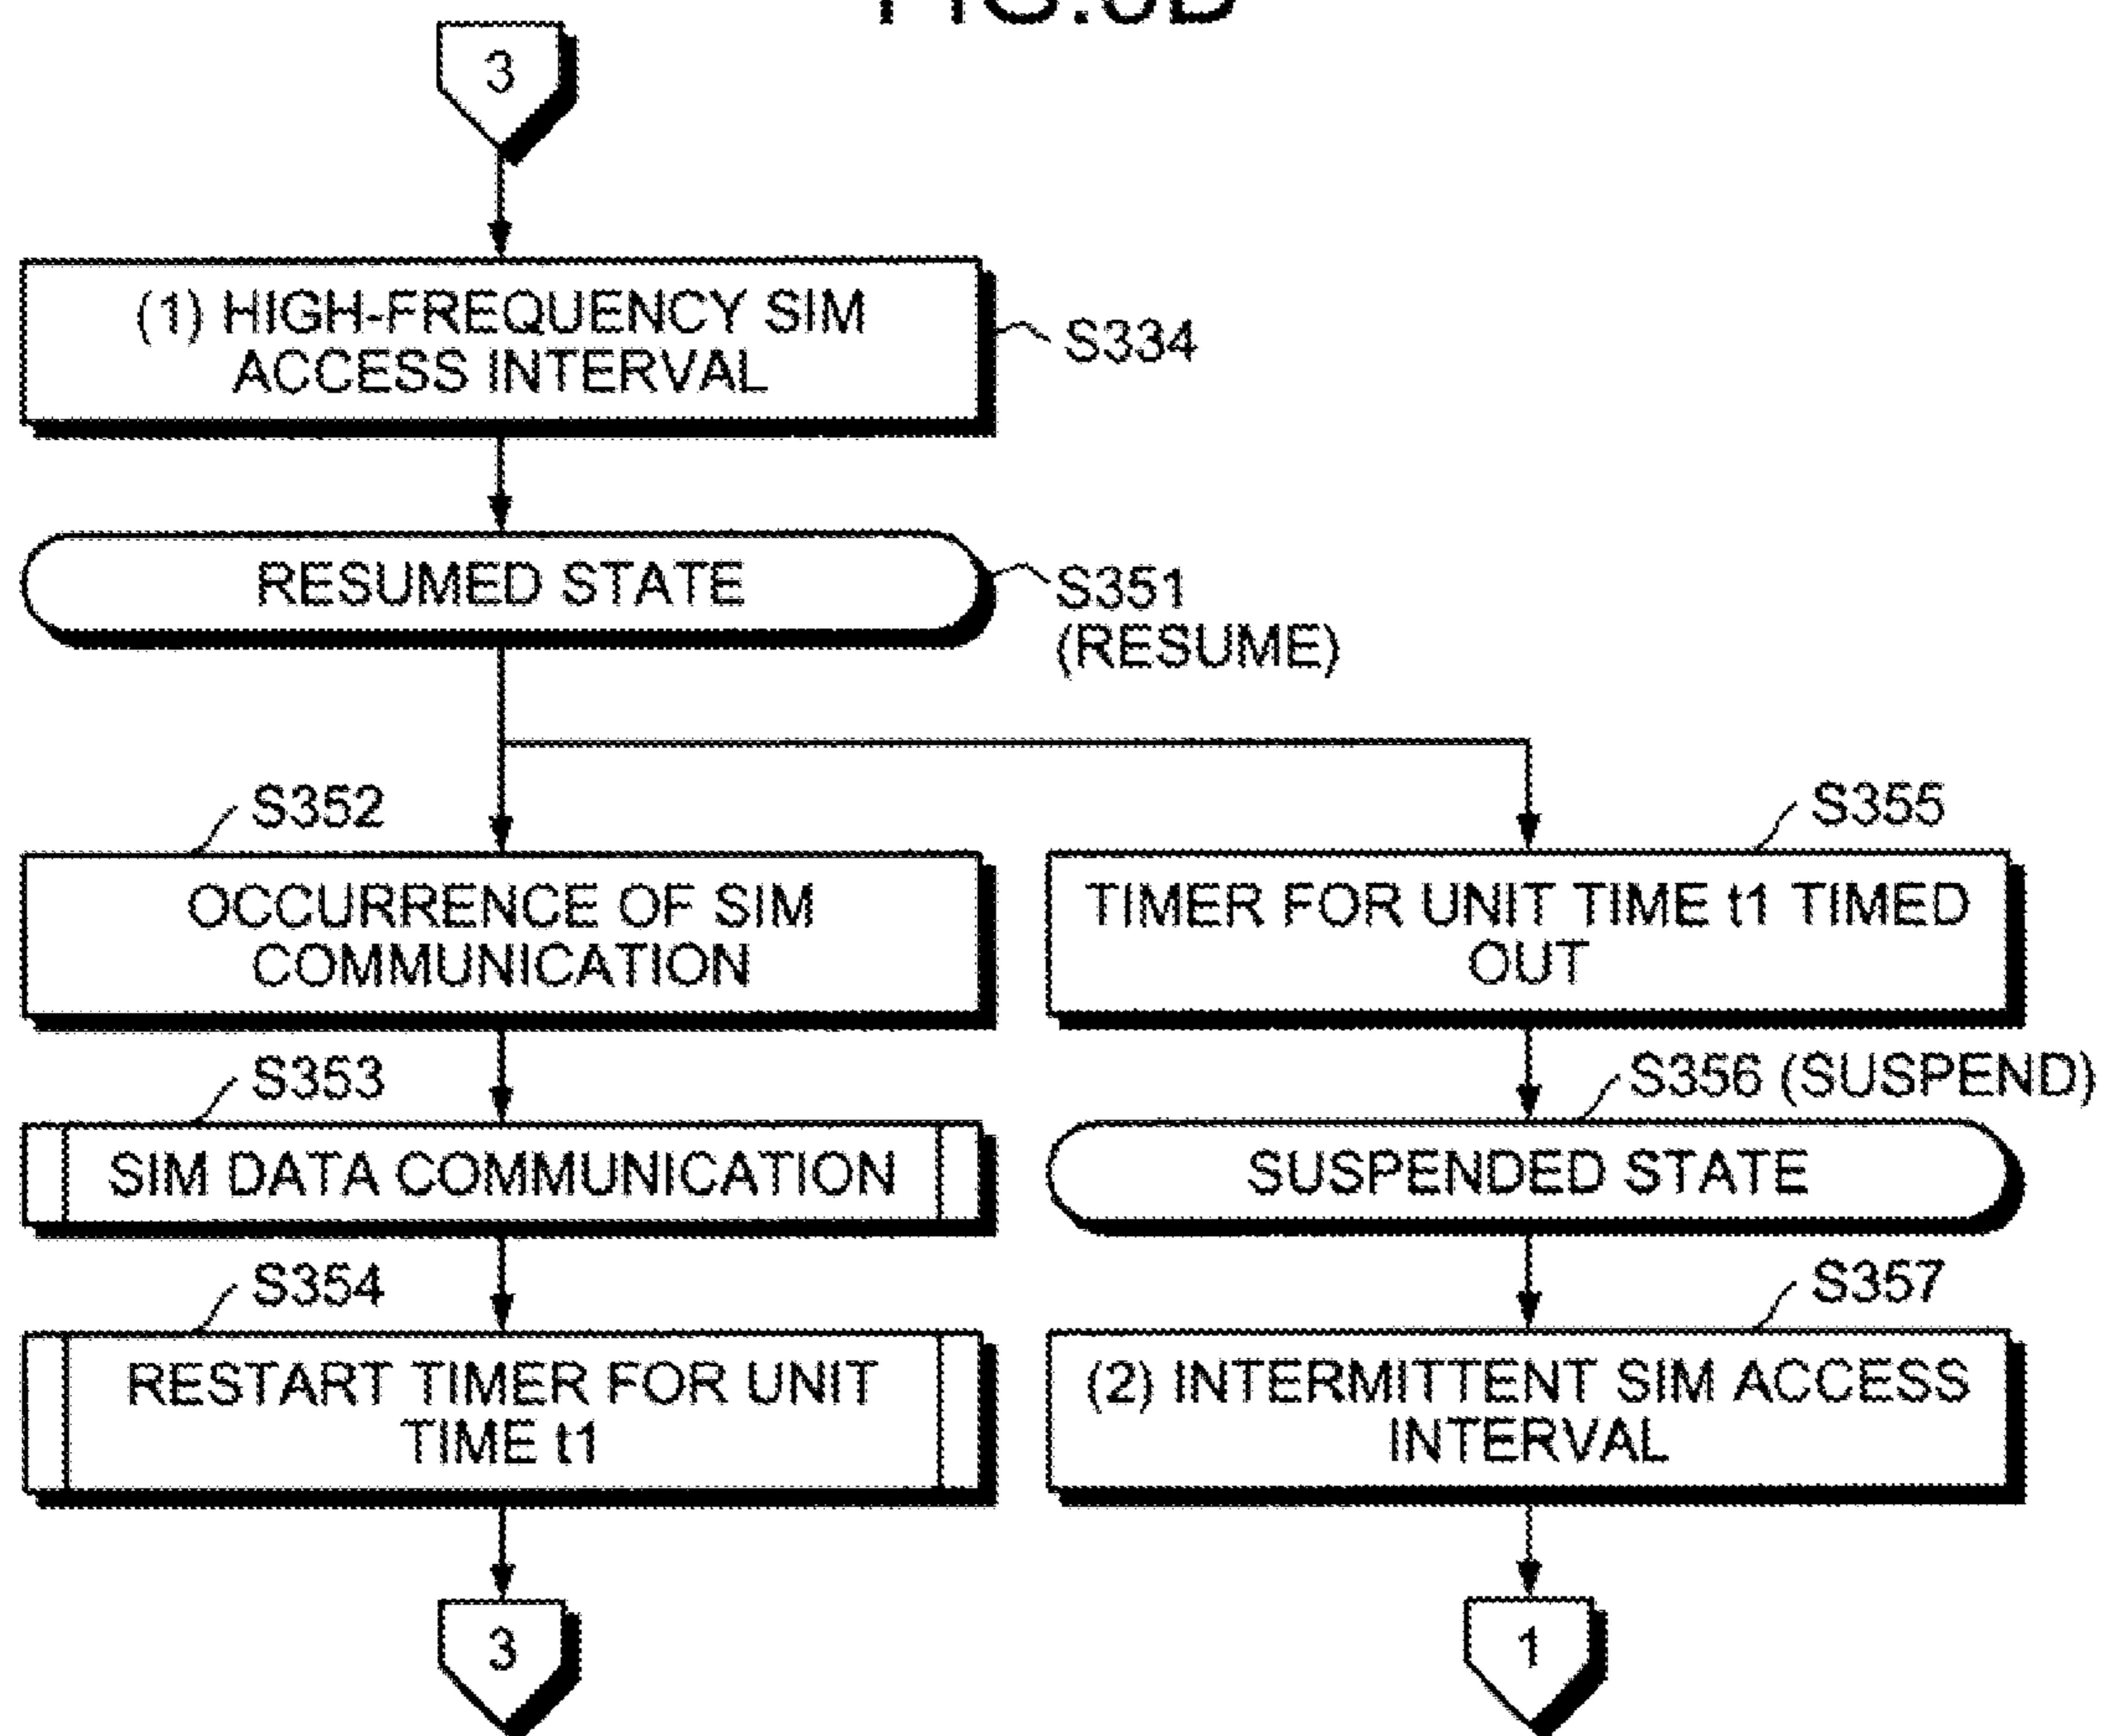 3
(1) HIGH-FREQUENCY SIM
ACCESS INTERVAL
S334
RESUMED STATE
S351
(RESUME)
S352
OCCURRENCE OF SIM
COMMUNICATION
S353
SIM DATA COMMUNICATION
S354
RESTART TIMER FOR UNIT
TIME t1
3
S355
TIMER FOR UNIT TIME t1 TIMED
OUT
S356 (SUSPEND)
SUSPENDED STATE
S357
(2) INTERMITTENT SIM ACCESS
INTERVAL
1